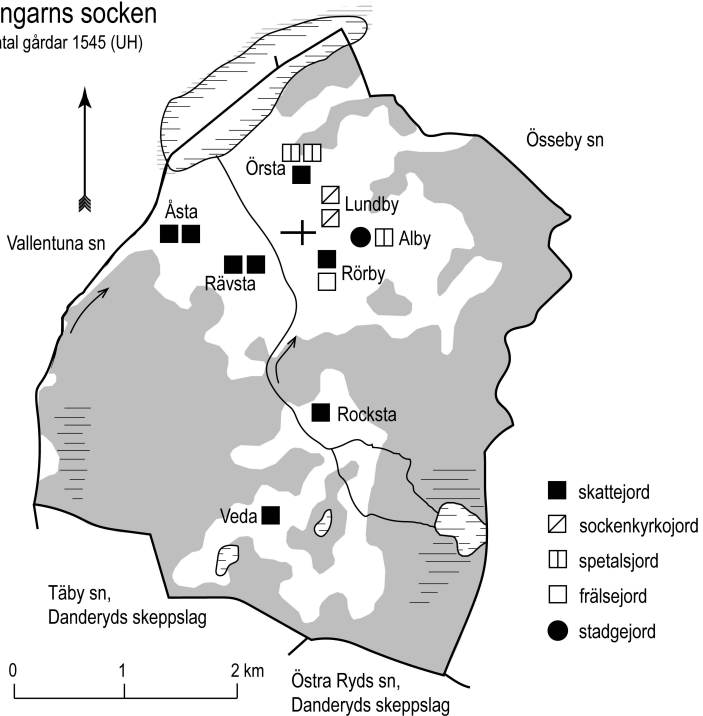 ngarns socken
ntal gårdar 1545 (UH)
Össeby sn
Örsta
Lundby
Åsta
Alby
Vallentuna sn
Rörby
Rävsta
Rocksta
skattejord
Veda
sockenkyrkojord
spetalsjord
frälsejord
Täby sn,
Danderyds skeppslag
stadgejord
0 1 2 km
Östra Ryds sn,
Danderyds skeppslag